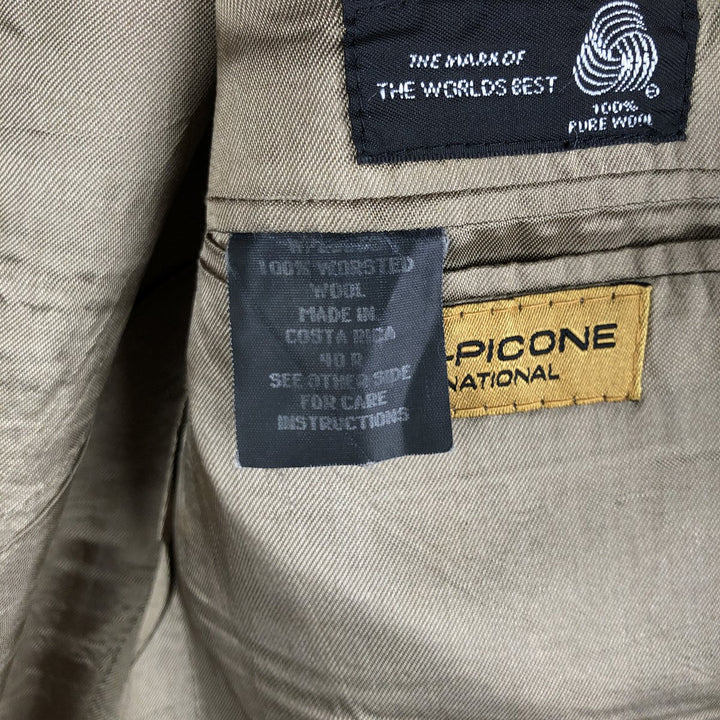 THE MARK OF
THE WORLDS BEST
100%
PURE WOOL
100% WORSTED
WOOL
MADE IN
COSTA RICA
40 R
SEE OTHER SIDE
FOR CARE
INSTRUCTIONS
-PICONE
NATIONAL